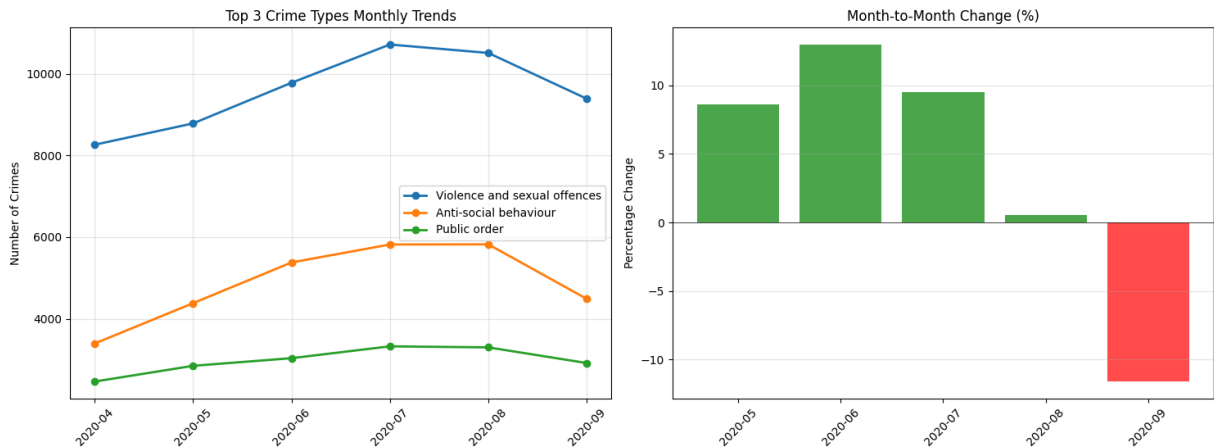 Top 3 Crime Types Monthly Trends
Number of Crimes
10000
8000
6000
4000
Violence and sexual offences
Anti-social behaviour
Public order
2020-04
2020-05
2020-06
2020-07
2020-08
2020-09
Month-to-Month Change (%)
Percentage Change
10
5
0
−5
−10
2020-05
2020-06
2020-07
2020-08
2020-09